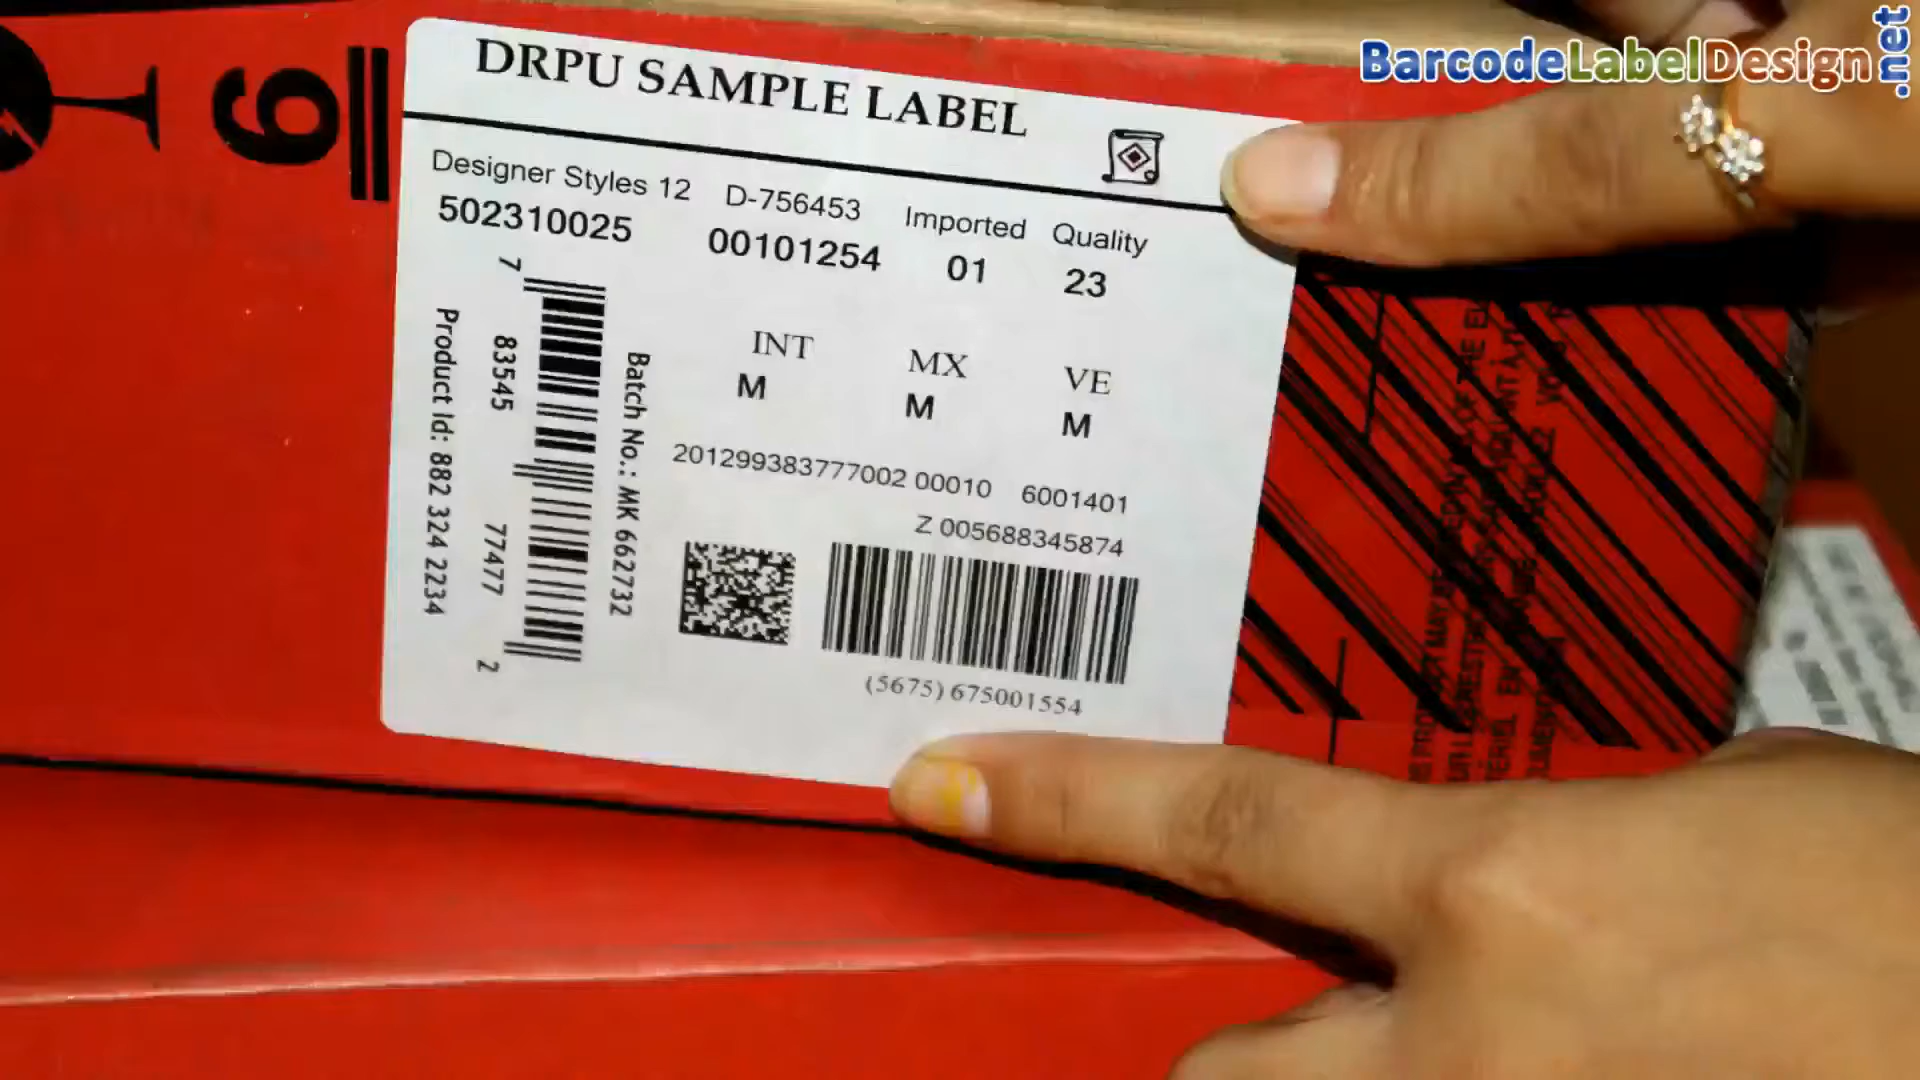 BarcodeLabelDesign.net
9
DRPU SAMPLE LABEL
Designer Styles 12 D-756453 Imported Quality
502310025 00101254 01 23
INT MX VE
M M M
201299383777002 00010 6001401
Z 005688345874
(5675) 675001554
7 83545 77477 2
Product Id: 882 324 2234
Batch No.: MK 662732